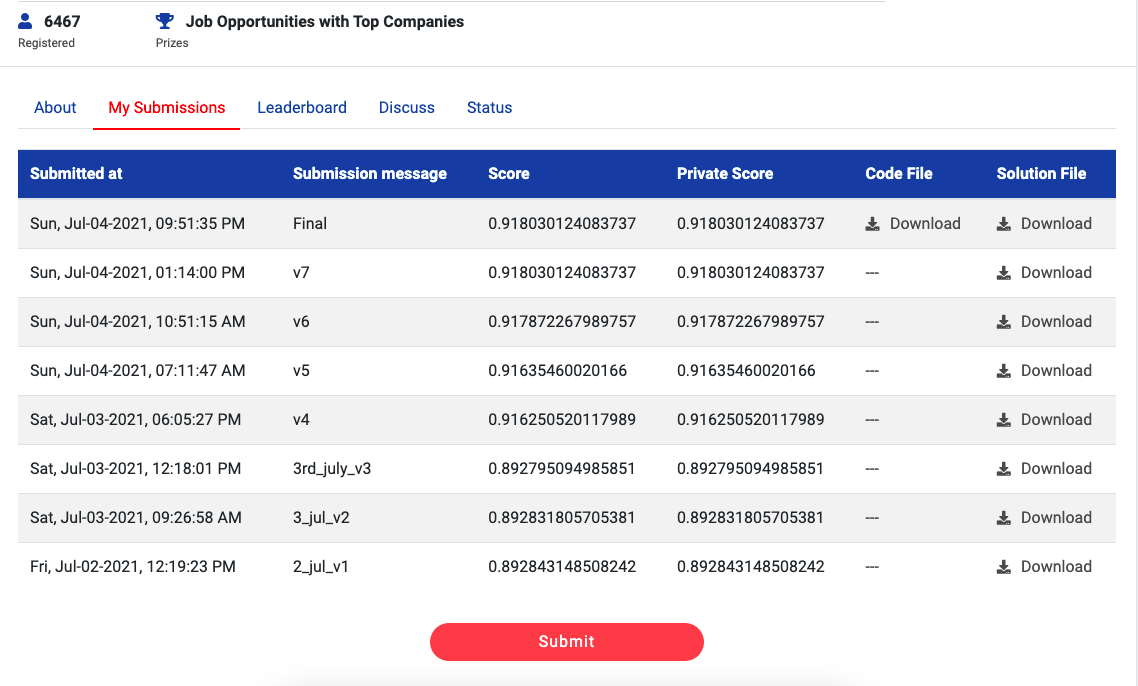 6467 Job Opportunities with Top Companies
Registered Prizes
About My Submissions Leaderboard Discuss Status
Submitted at Submission message Score Private Score Code File Solution File
Sun, Jul-04-2021, 09:51:35 PM Final 0.918030124083737 0.918030124083737 Download Download
Sun, Jul-04-2021, 01:14:00 PM v7 0.918030124083737 0.918030124083737 --- Download
Sun, Jul-04-2021, 10:51:15 AM v6 0.917872267989757 0.917872267989757 --- Download
Sun, Jul-04-2021, 07:11:47 AM v5 0.91635460020166 0.91635460020166 --- Download
Sat, Jul-03-2021, 06:05:27 PM v4 0.916250520117989 0.916250520117989 --- Download
Sat, Jul-03-2021, 12:18:01 PM 3rd_july_v3 0.892795094985851 0.892795094985851 --- Download
Sat, Jul-03-2021, 09:26:58 AM 3_jul_v2 0.892831805705381 0.892831805705381 --- Download
Fri, Jul-02-2021, 12:19:23 PM 2_jul_v1 0.892843148508242 0.892843148508242 --- Download
Submit